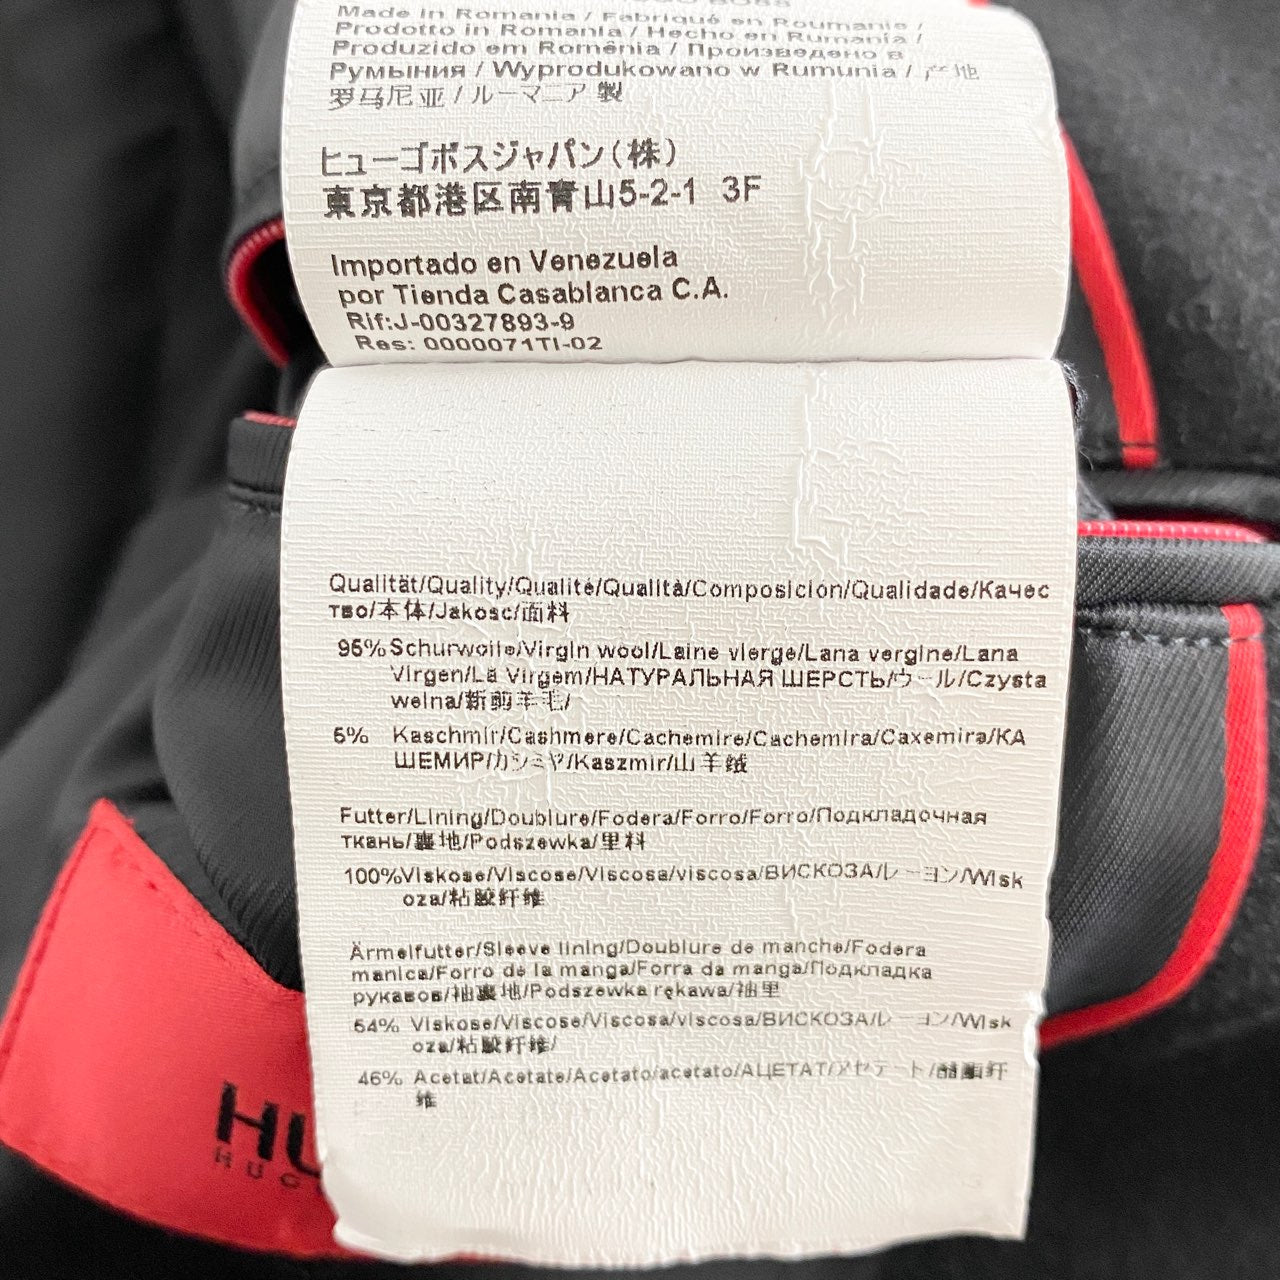 Made in Romania / Fabriqué en Roumanie /
Prodotto in Romania / Hecho en Rumanía /
Produzido em Romênia / Произведено в
Румыния / Wyprodukowano w Rumunia / 产地
罗马尼亚 / ルーマニア 製
ヒューゴボスジャパン(株)
東京都港区南青山5-2-1 3F
Importado en Venezuela
por Tienda Casablanca C.A.
Rif:J-00327893-9
Res: 0000071TI-02
Qualität/Quality/Qualité/Qualità/Composición/Qualidade/Качес
тво/本体/Jakosc/面料
95% Schurwolle/Virgin wool/Laine vierge/Lana vergine/Lana
Virgen/Lã Virgem/НАТУРАЛЬНАЯ ШЕРСТЬ/ウール/Czysta
welna/新剪羊毛/
5% Kaschmir/Cashmere/Cachemire/Cachemira/Caxemira/КА
ШЕМИР/カシミヤ/Kaszmir/山羊绒
Futter/Lining/Doublure/Fodera/Forro/Forro/Подкладочная
ткань/裏地/Podszewka/里料
100%Viskose/Viscose/Viscosa/viscosa/ВИСКОЗА/レーヨン/Wisk
oza/粘胶纤维
Ärmelfutter/Sleeve lining/Doublure de manche/Fodera
manica/Forro de la manga/Forra da manga/Подкладка
рукавов/袖裏地/Podszewka rękawa/袖里
54% Viskose/Viscose/Viscosa/viscosa/ВИСКОЗА/レーヨン/Wisk
oza/粘胶纤维/
46% Acetat/Acetate/Acetato/acetato/АЦЕТАТ/アセテート/醋酯纤
维
HU
HUG